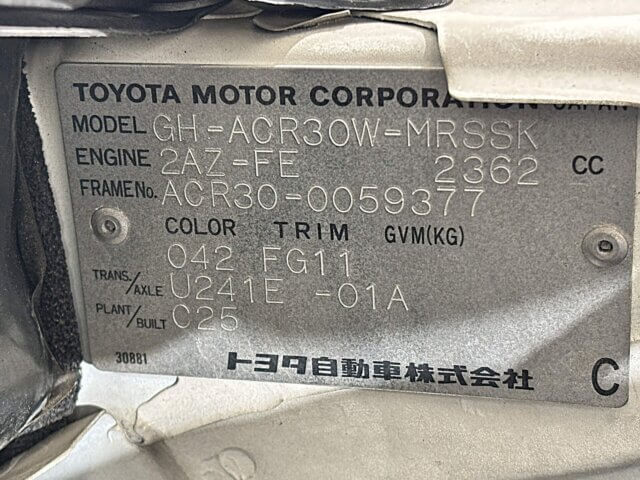 TOYOTA MOTOR CORPORATION JAPAN
MODEL GH-ACR30W-MRSSK
ENGINE 2AZ-FE 2362 CC
FRAME No. ACR30-0059377
COLOR TRIM GVM(KG)
042 FG11
TRANS./AXLE U241E -01A
PLANT/BUILT C25
30881 トヨタ自動車株式会社 C